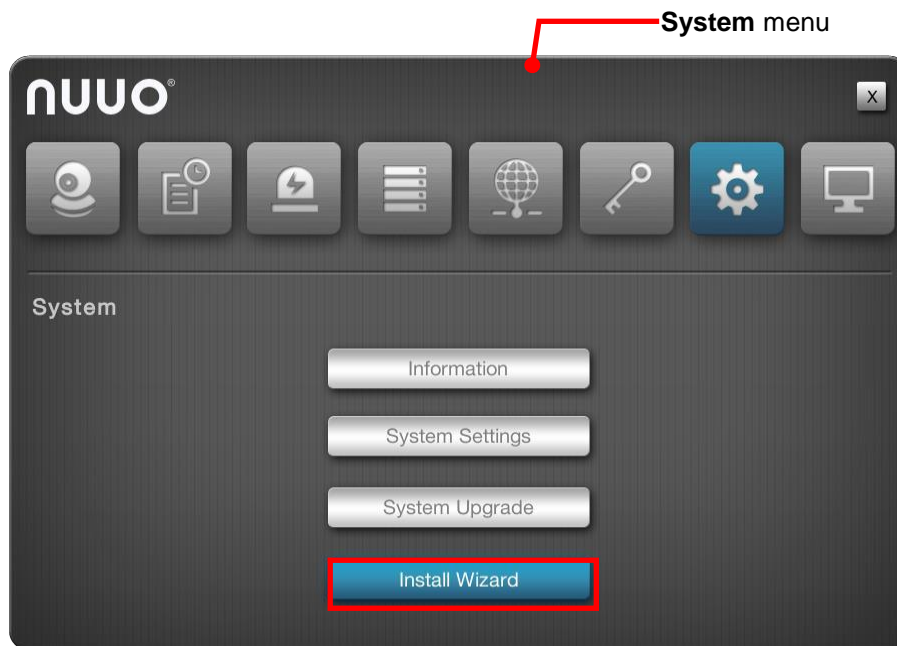 System menu
nuuo®
X
System
Information
System Settings
System Upgrade
Install Wizard